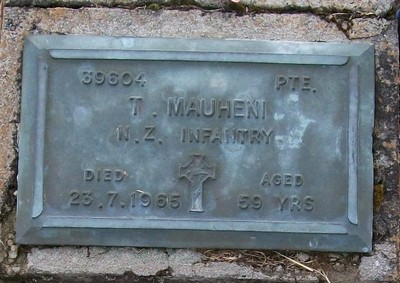 39604 PTE.
T. MAUHENI
N.Z. INFANTRY
DIED AGED
23.7.1965 59 YRS